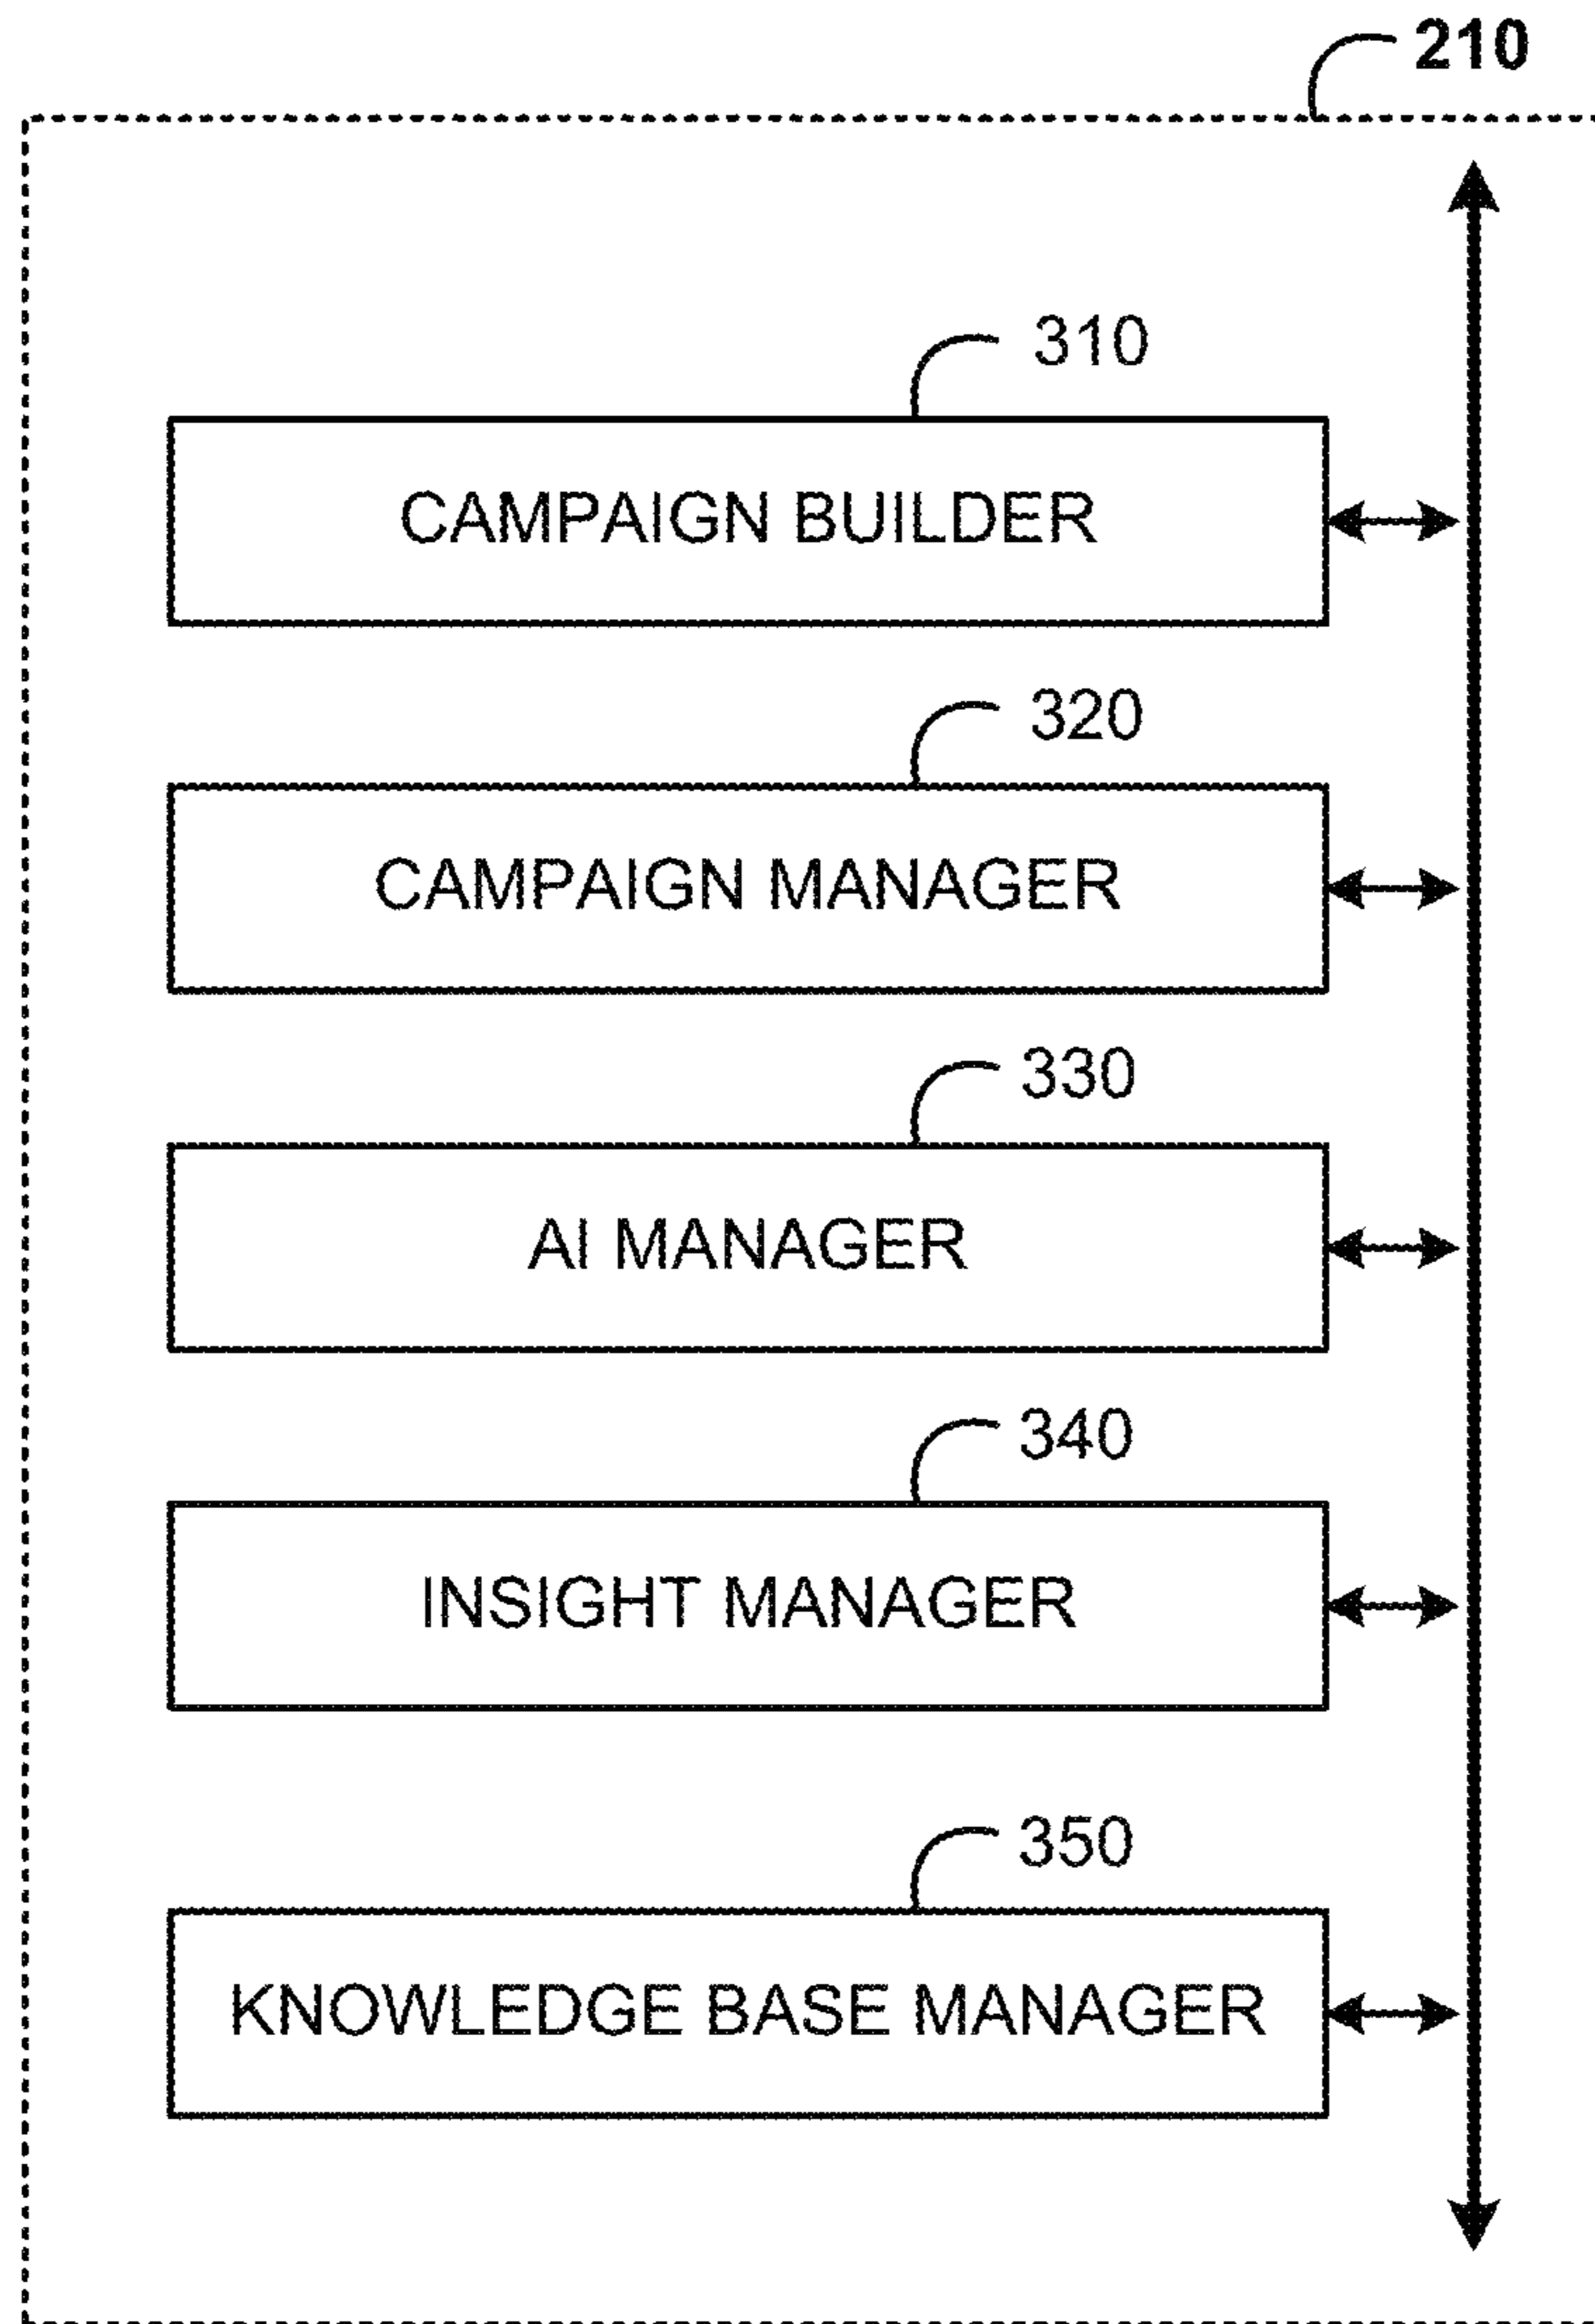 210
310
CAMPAIGN BUILDER
320
CAMPAIGN MANAGER
330
AI MANAGER
340
INSIGHT MANAGER
350
KNOWLEDGE BASE MANAGER